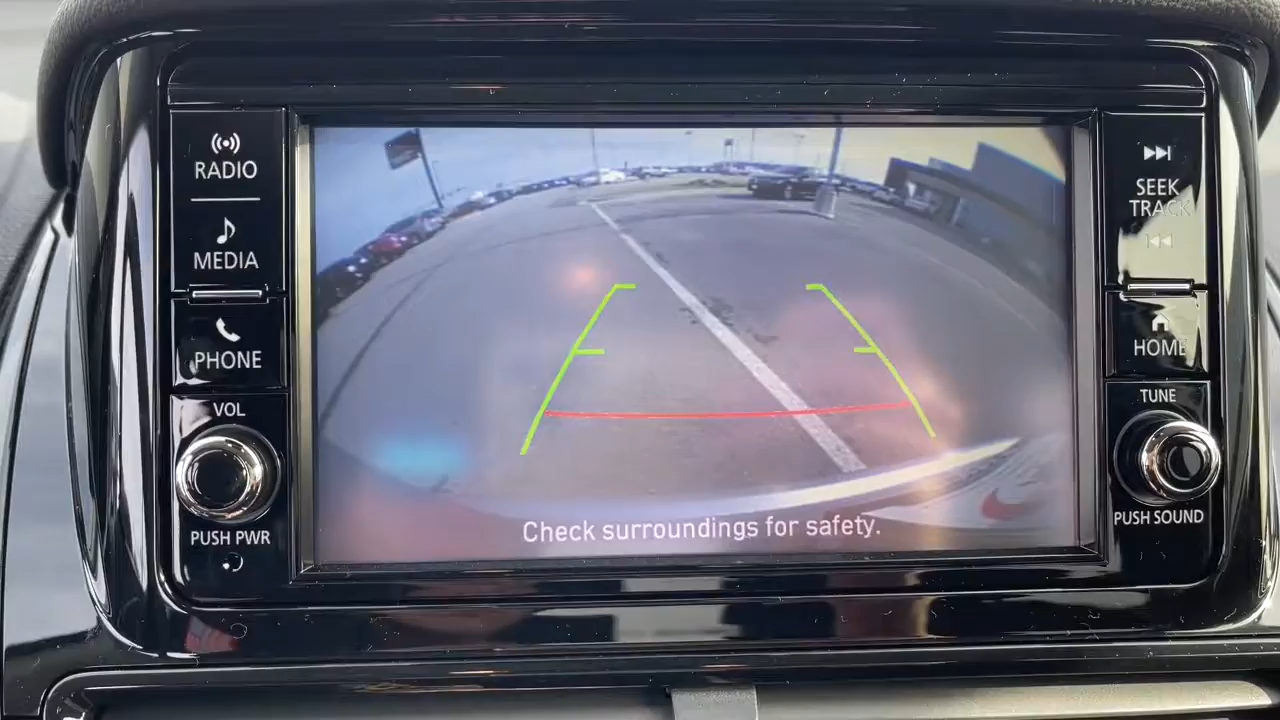 RADIO
MEDIA
PHONE
VOL
PUSH PWR
Check surroundings for safety.
SEEK
TRACK
HOME
TUNE
PUSH SOUND